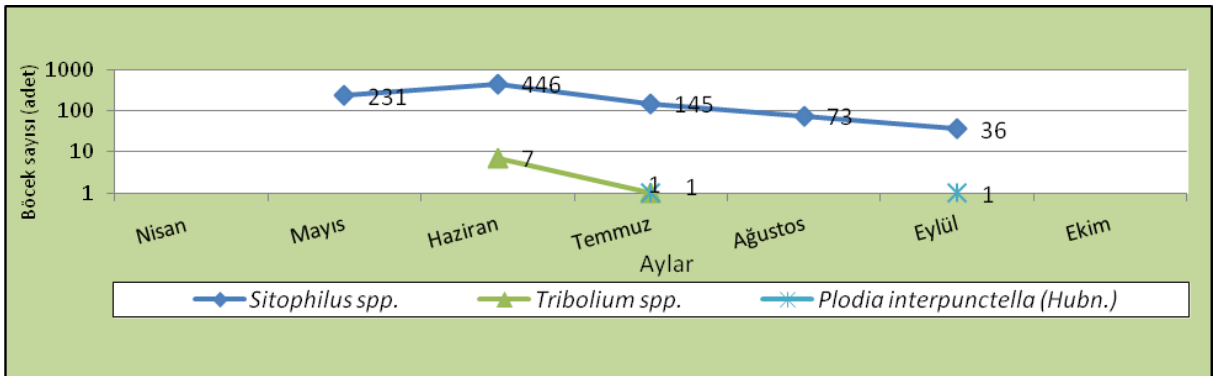 Böcek sayısı (adet)
1000
100
10
1
231
446
145
73
36
7
1
1
1
Nisan
Mayıs
Haziran
Temmuz
Ağustos
Eylül
Ekim
Aylar
Sitophilus spp.
Tribolium spp.
Plodia interpunctella (Hubn.)